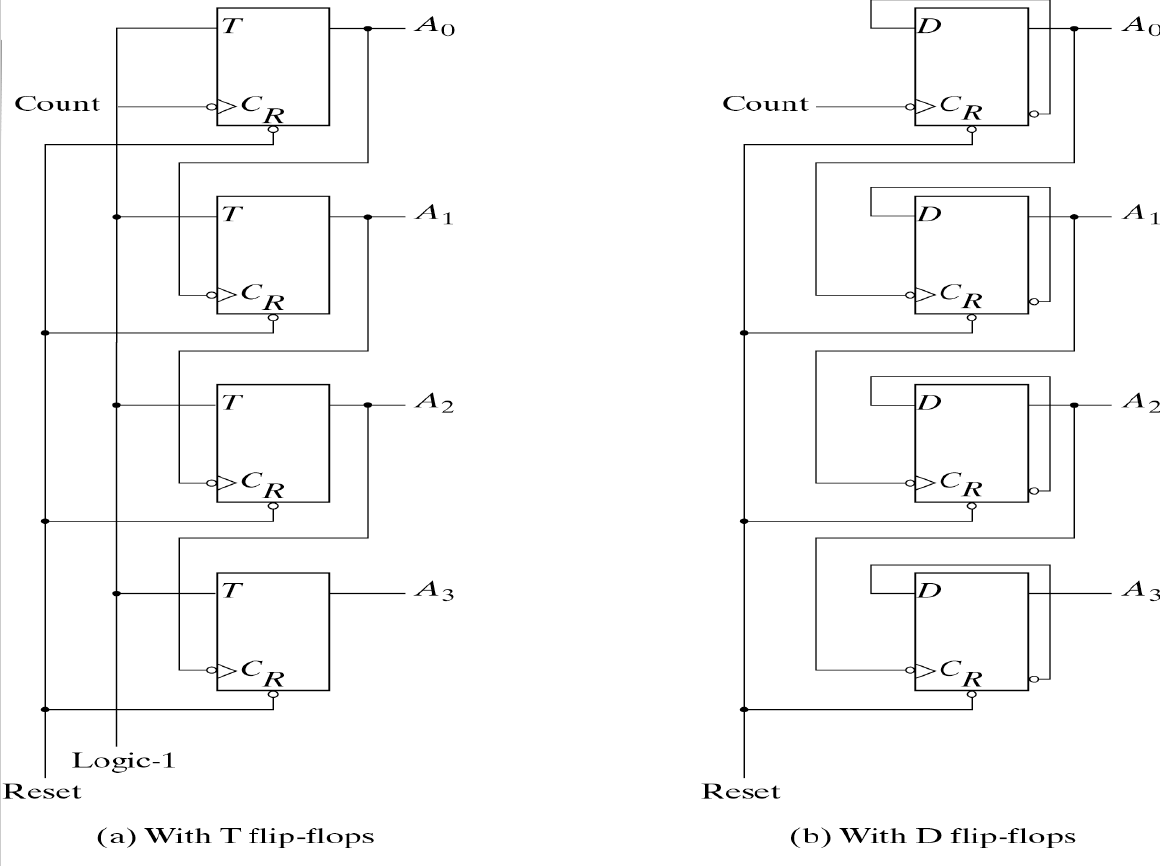 T
A0
Count
C
R
T
A1
C
R
T
A2
C
R
T
A3
C
R
Logic-1
Reset
(a) With T flip-flops
D
A0
Count
C
R
D
A1
C
R
D
A2
C
R
D
A3
C
R
Reset
(b) With D flip-flops